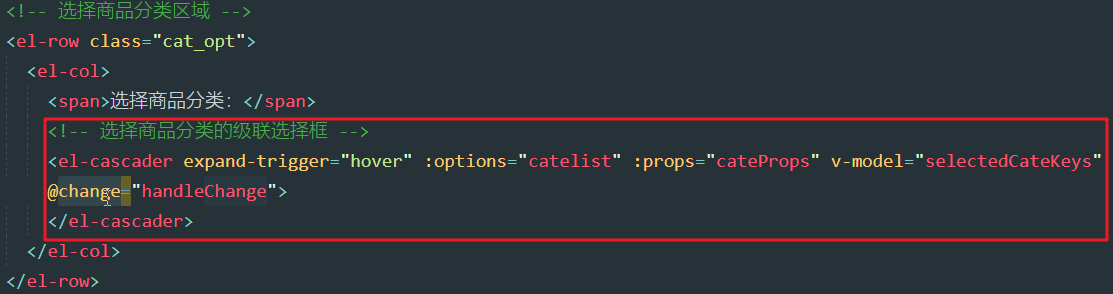 <!-- 选择商品分类区域 -->
<el-row class="cat_opt">
<el-col>
<span>选择商品分类：</span>
<!-- 选择商品分类的级联选择框 -->
<el-cascader expand-trigger="hover" :options="catelist" :props="cateProps" v-model="selectedCateKeys"
@change="handleChange">
</el-cascader>
</el-col>
</el-row>